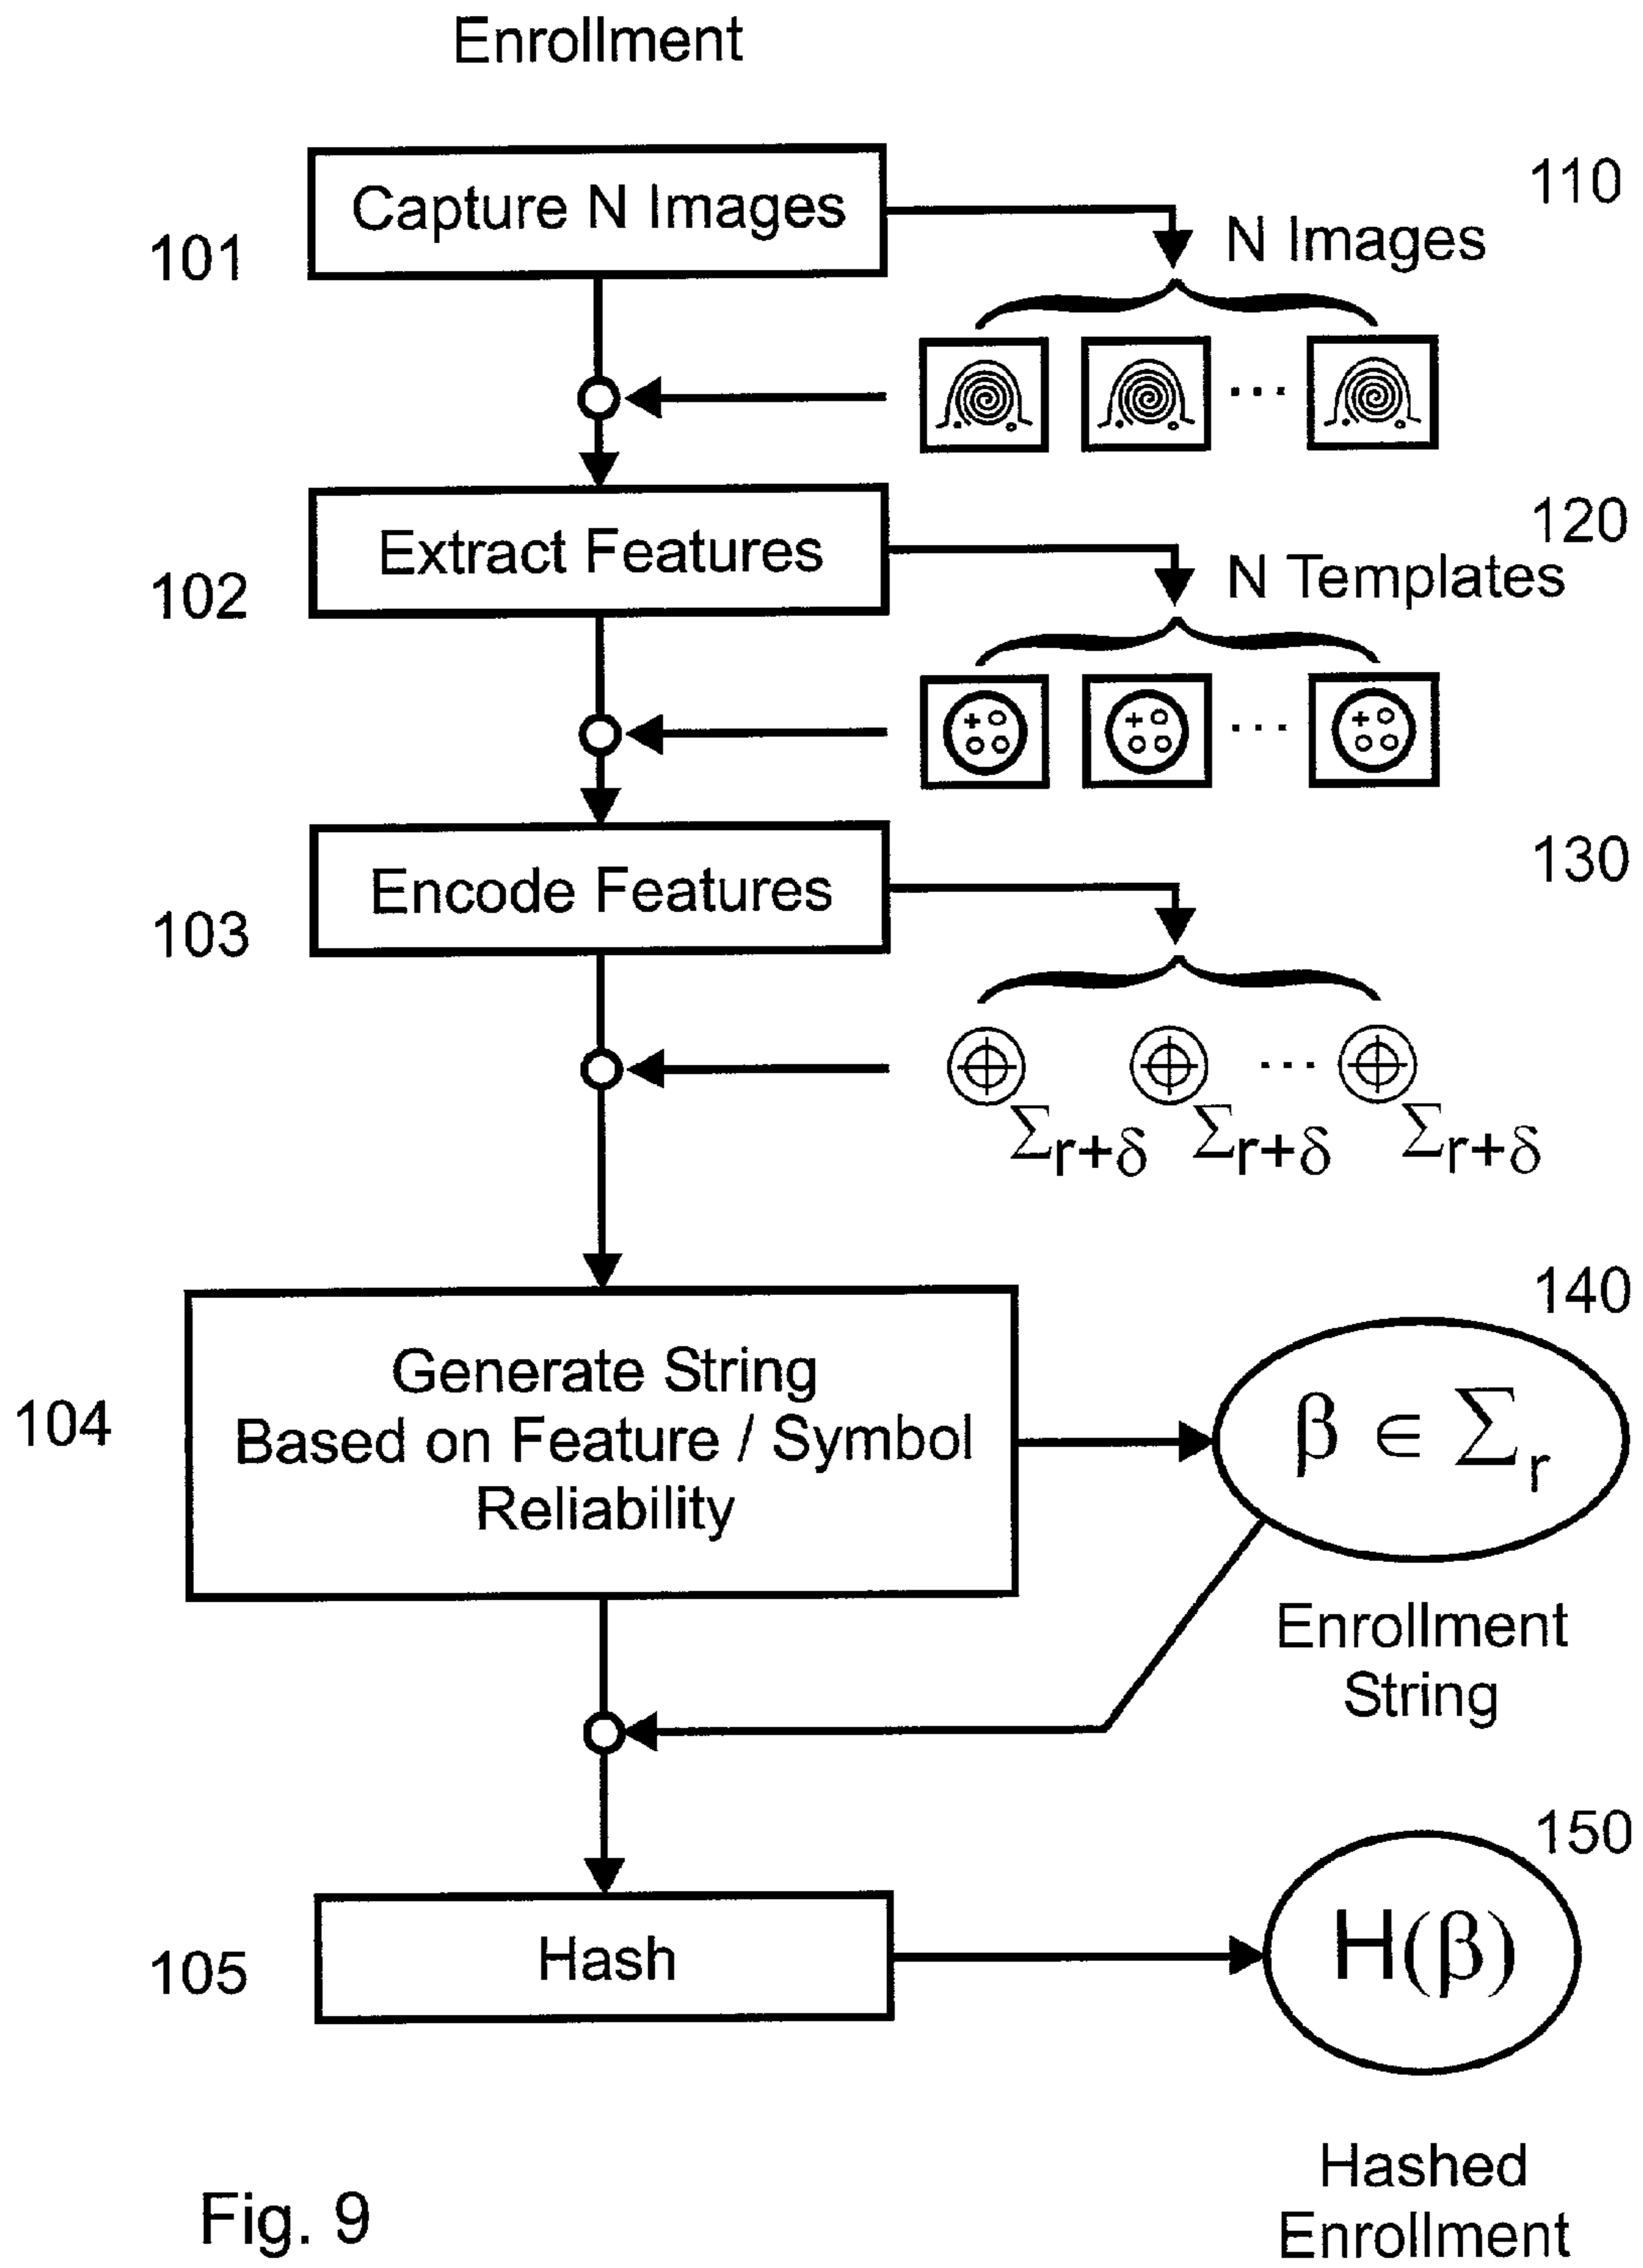 Enrollment
Capture N Images
101
110
N Images
...
Extract Features
102
120
N Templates
...
Encode Features
103
130
...
Σr+δ Σr+δ Σr+δ
Generate String
Based on Feature / Symbol
Reliability
104
140
β ∈ Σr
Enrollment
String
Hash
105
150
H(β)
Hashed
Enrollment
Fig. 9